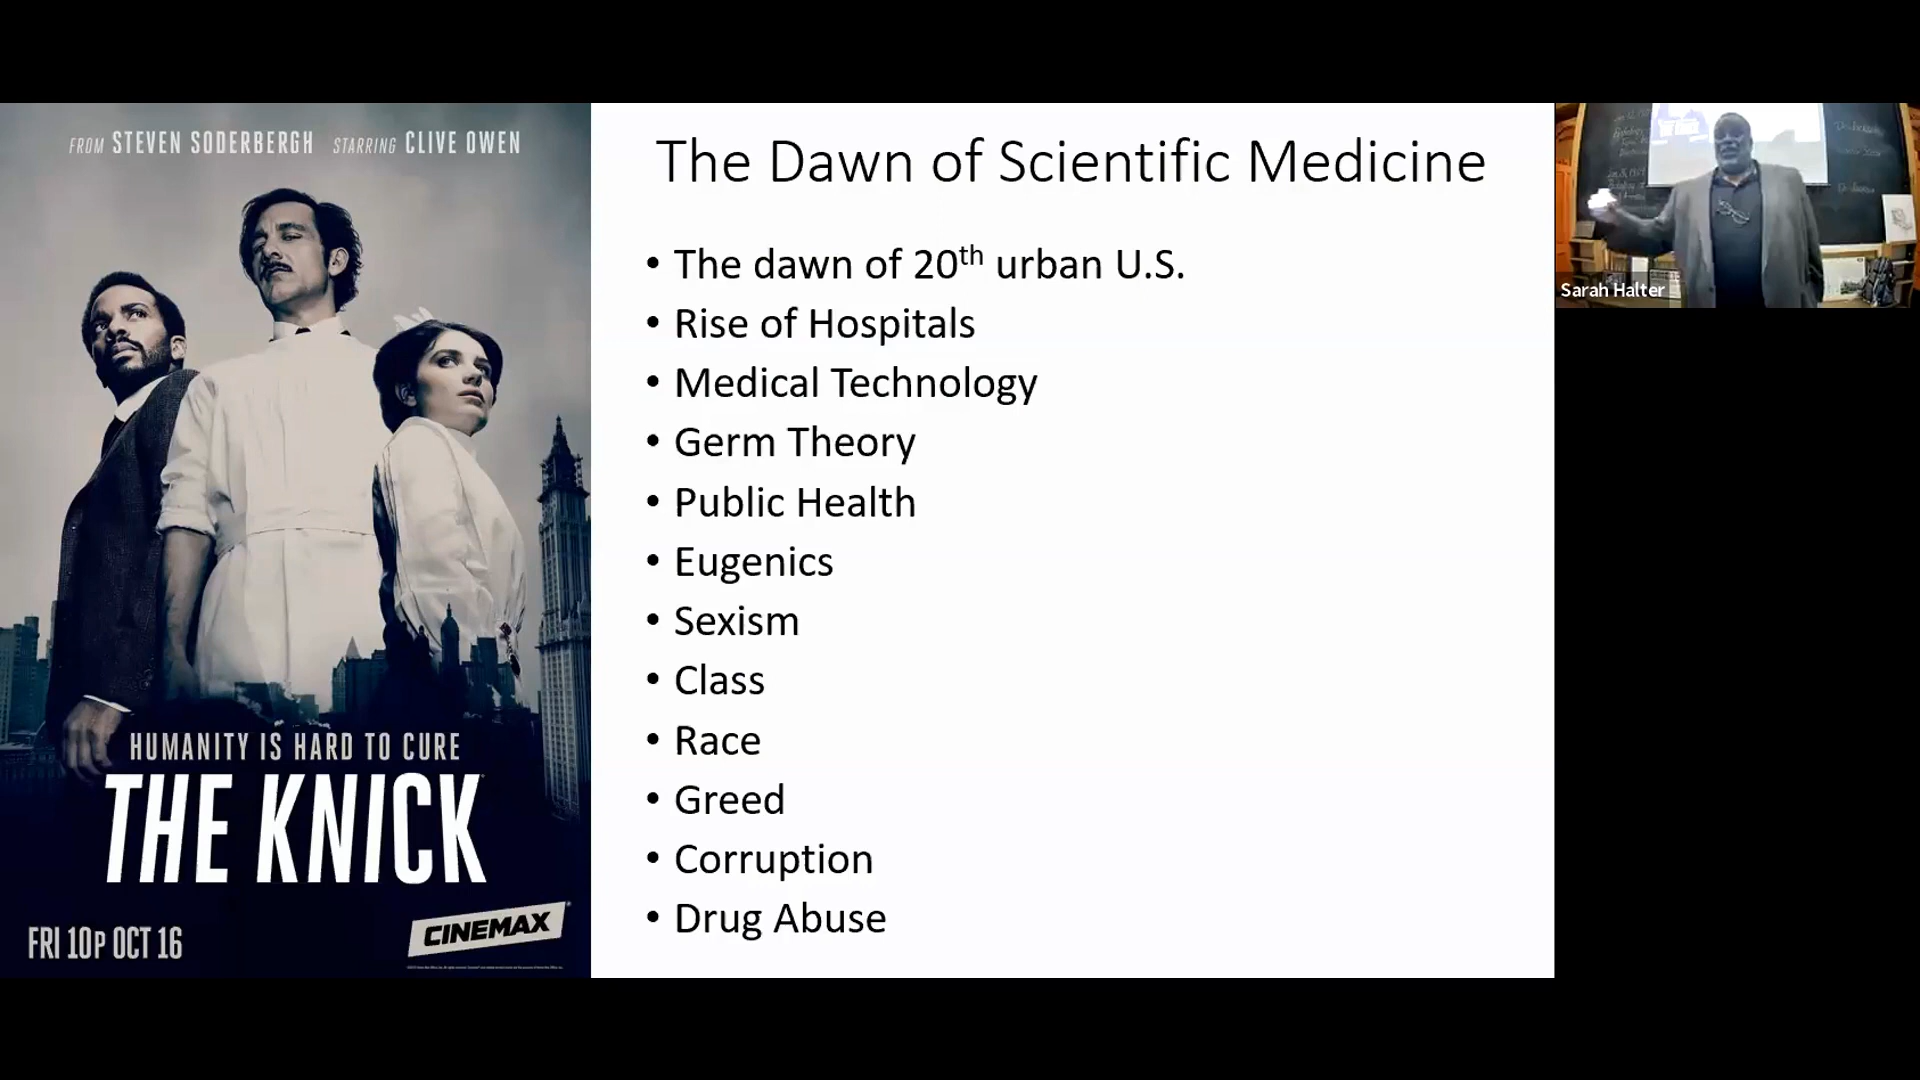 FROM STEVEN SODERBERGH STARRING CLIVE OWEN
HUMANITY IS HARD TO CURE
THE KNICK
FRI 10P OCT 16
CINEMAX
The Dawn of Scientific Medicine
• The dawn of 20th urban U.S.
• Rise of Hospitals
• Medical Technology
• Germ Theory
• Public Health
• Eugenics
• Sexism
• Class
• Race
• Greed
• Corruption
• Drug Abuse
Sarah Halter